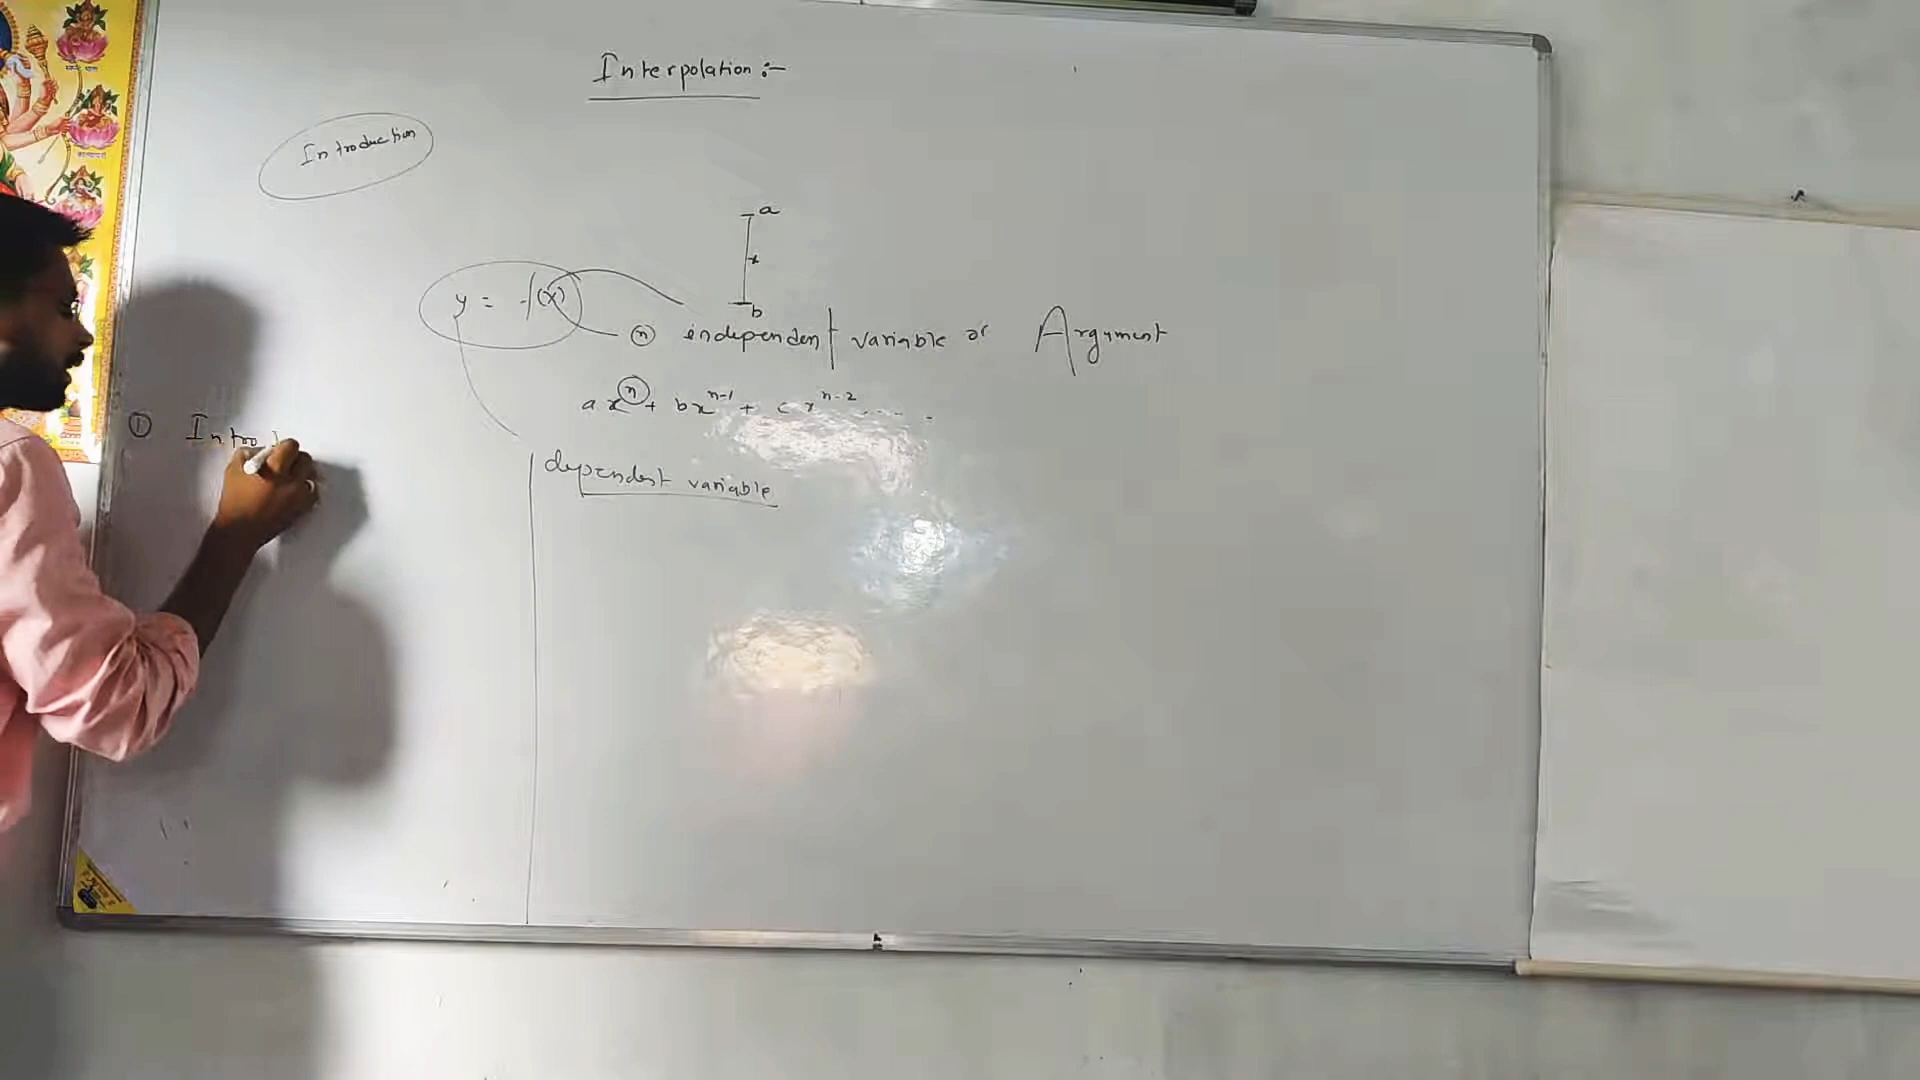 Interpolation :-
Introduction
a
x
b
y = f(x)
(n) independent variable or Argument
ax^n + bx^{n-1} + cx^{n-2} .....
① Intro
dependent variable